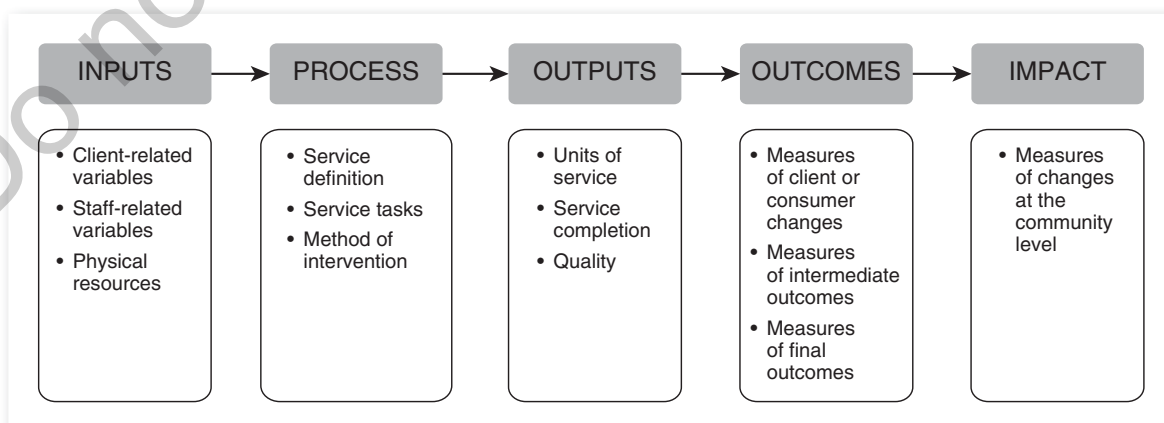 Do no
INPUTS
PROCESS
OUTPUTS
OUTCOMES
IMPACT
• Client-related
variables
• Staff-related
variables
• Physical
resources
• Service
definition
• Service tasks
• Method of
intervention
• Units of
service
• Service
completion
• Quality
• Measures
of client or
consumer
changes
• Measures
of intermediate
outcomes
• Measures
of final
outcomes
• Measures
of changes
at the
community
level